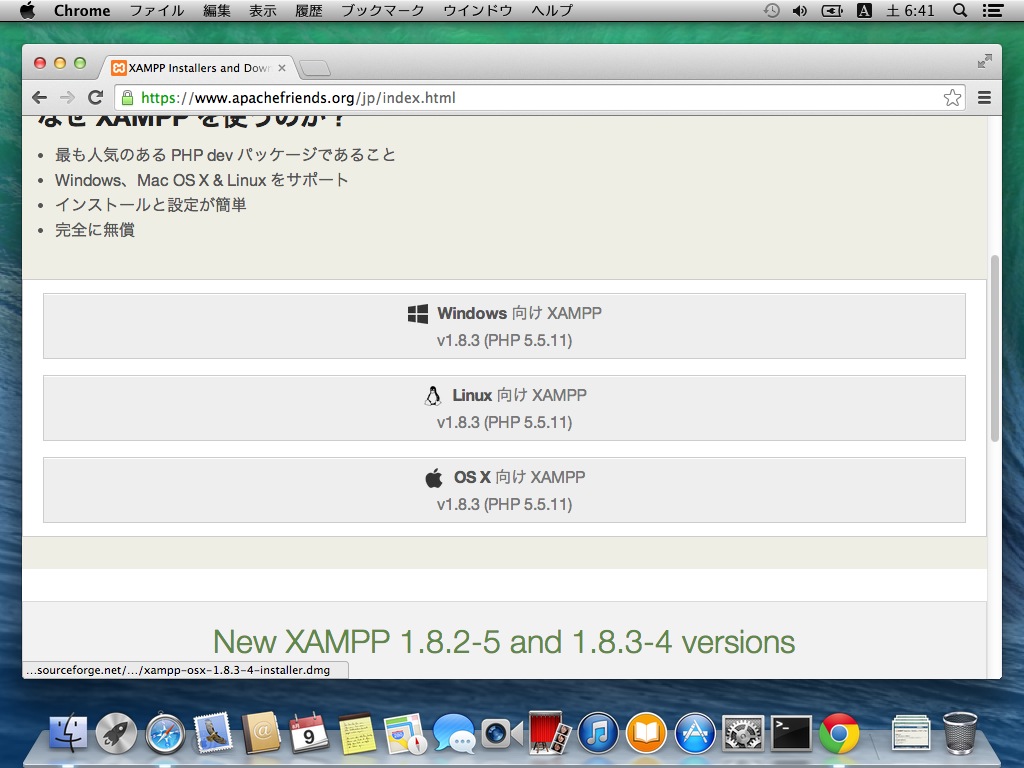 Chrome ファイル 編集 表示 履歴 ブックマーク ウインドウ ヘルプ A 土 6:41
XAMPP Installers and Dow
https://www.apachefriends.org/jp/index.html
なぜ XAMPP を使うのか？
• 最も人気のある PHP dev パッケージであること
• Windows、Mac OS X & Linux をサポート
• インストールと設定が簡単
• 完全に無償
Windows 向け XAMPP
v1.8.3 (PHP 5.5.11)
Linux 向け XAMPP
v1.8.3 (PHP 5.5.11)
OS X 向け XAMPP
v1.8.3 (PHP 5.5.11)
New XAMPP 1.8.2-5 and 1.8.3-4 versions
...sourceforge.net/.../xampp-osx-1.8.3-4-installer.dmg
9